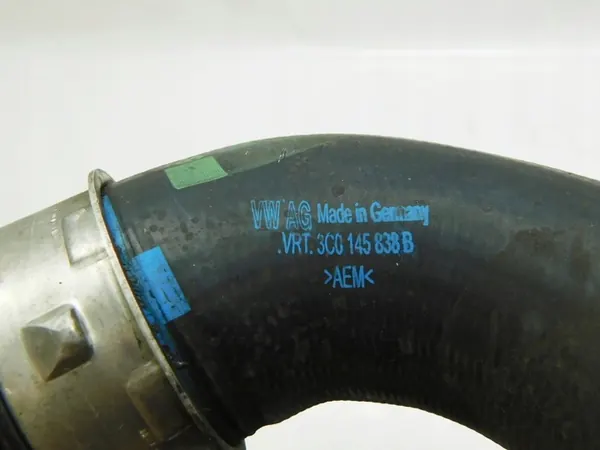 VW AG Made in Germany
.VRT. 3C0 145 838 B
>AEM<